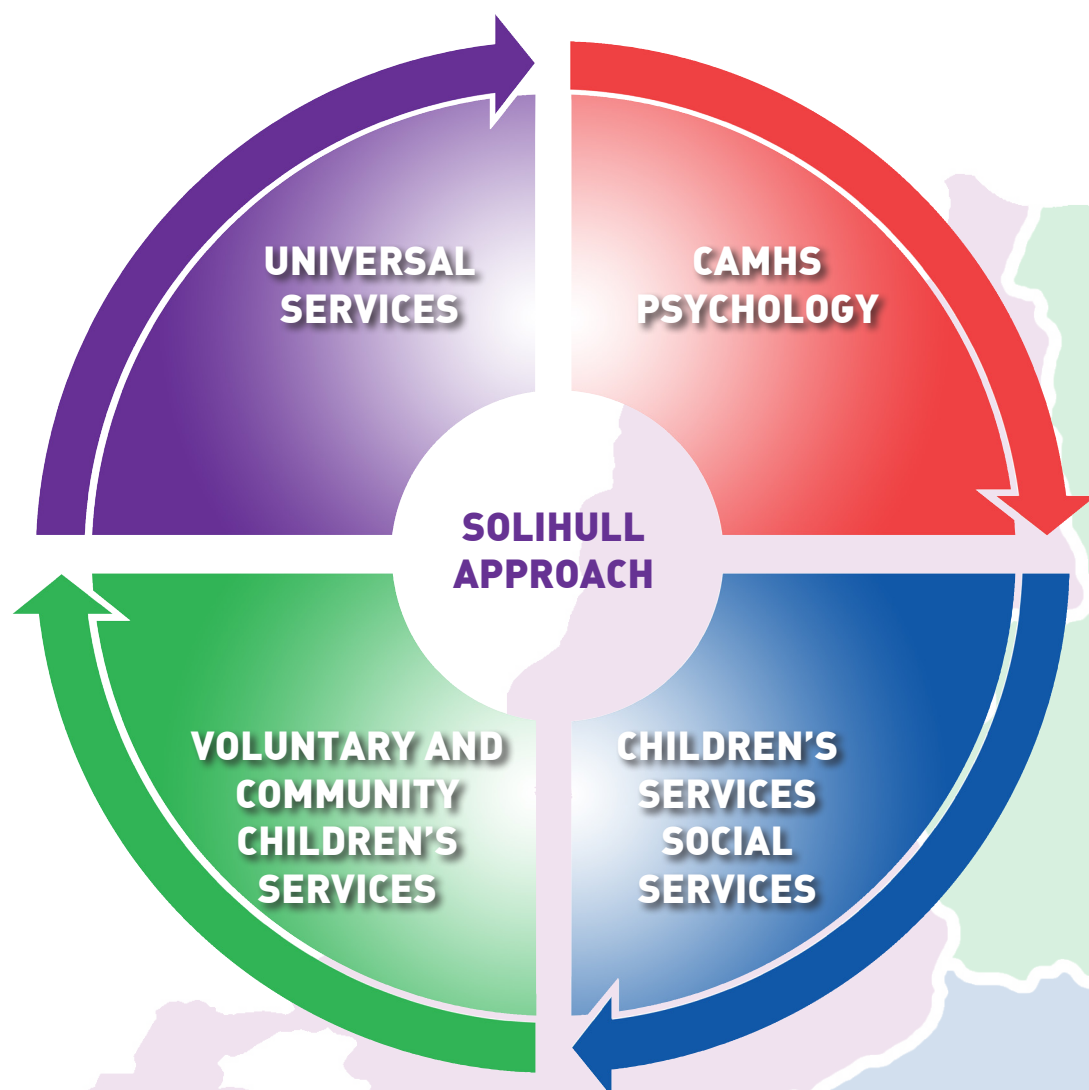 UNIVERSAL
SERVICES
CAMHS
PSYCHOLOGY
SOLIHULL
APPROACH
VOLUNTARY AND
COMMUNITY
CHILDREN'S
SERVICES
CHILDREN’S
SERVICES
SOCIAL
SERVICES